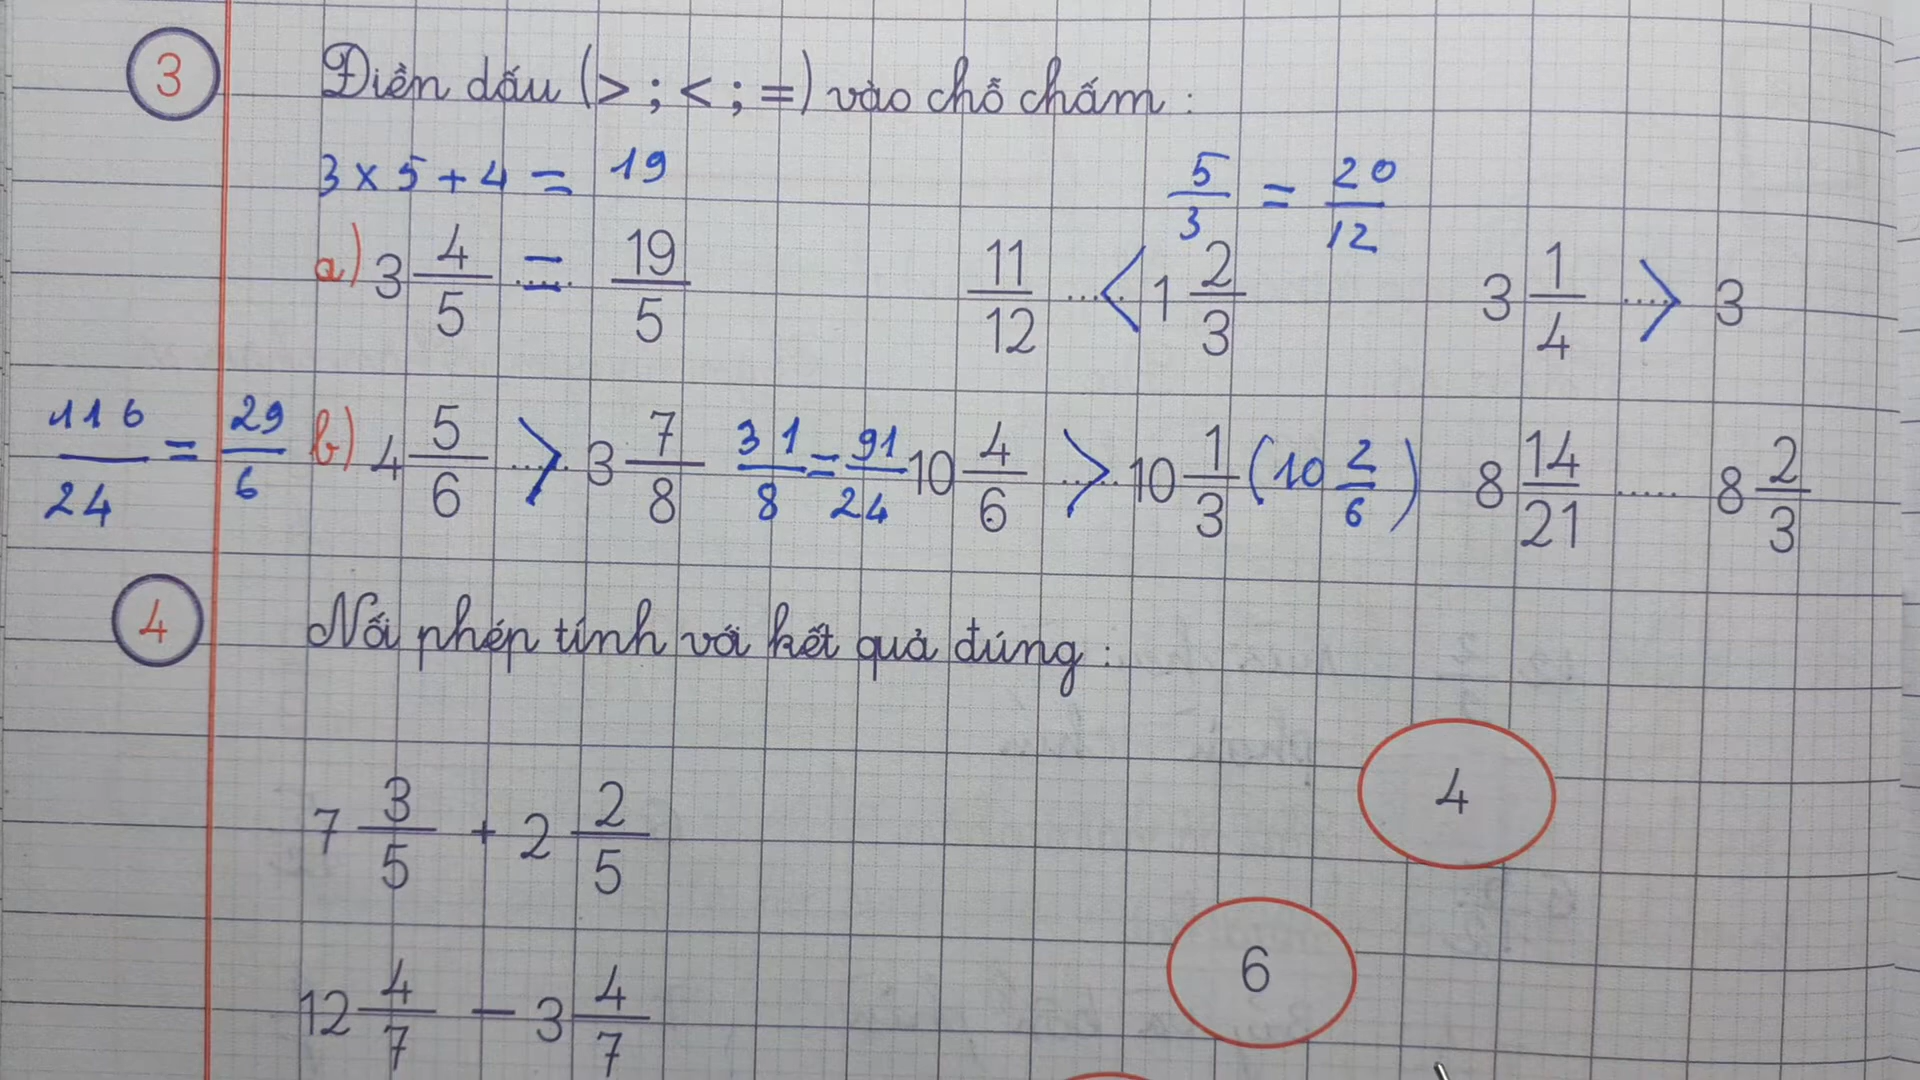 3 Điền dấu (> ; < ; =) vào chỗ chấm :
3 x 5 + 4 = 19 5/3 = 20/12
a) 3 4/5 ..=.. 19/5 11/12 ...<. 1 2/3 3 1/4 ...> 3
116/24 = 29/6 b) 4 5/6 ..>. 3 7/8 31/8 = 91/24 10 4/6 ..>. 10 1/3 (10 2/6) 8 14/21 ..... 8 2/3
4 Nối phép tính với kết quả đúng :
4
7 3/5 + 2 2/5
6
12 4/7 − 3 4/7